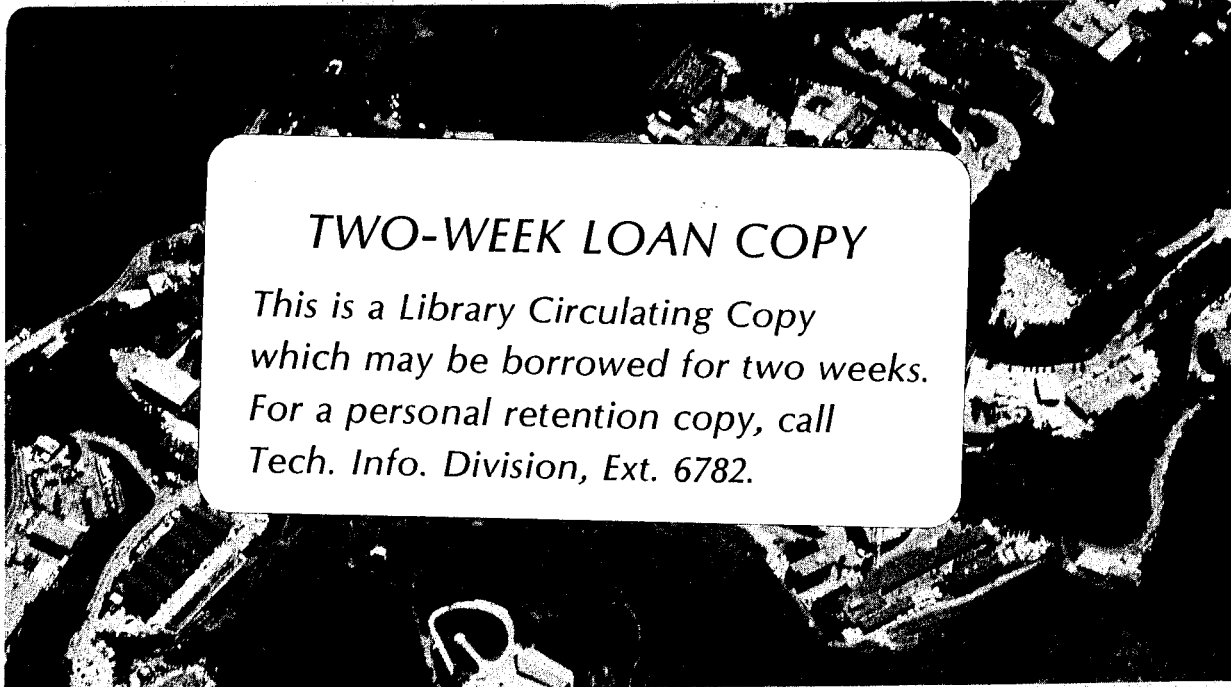 TWO-WEEK LOAN COPY
This is a Library Circulating Copy
which may be borrowed for two weeks.
For a personal retention copy, call
Tech. Info. Division, Ext. 6782.